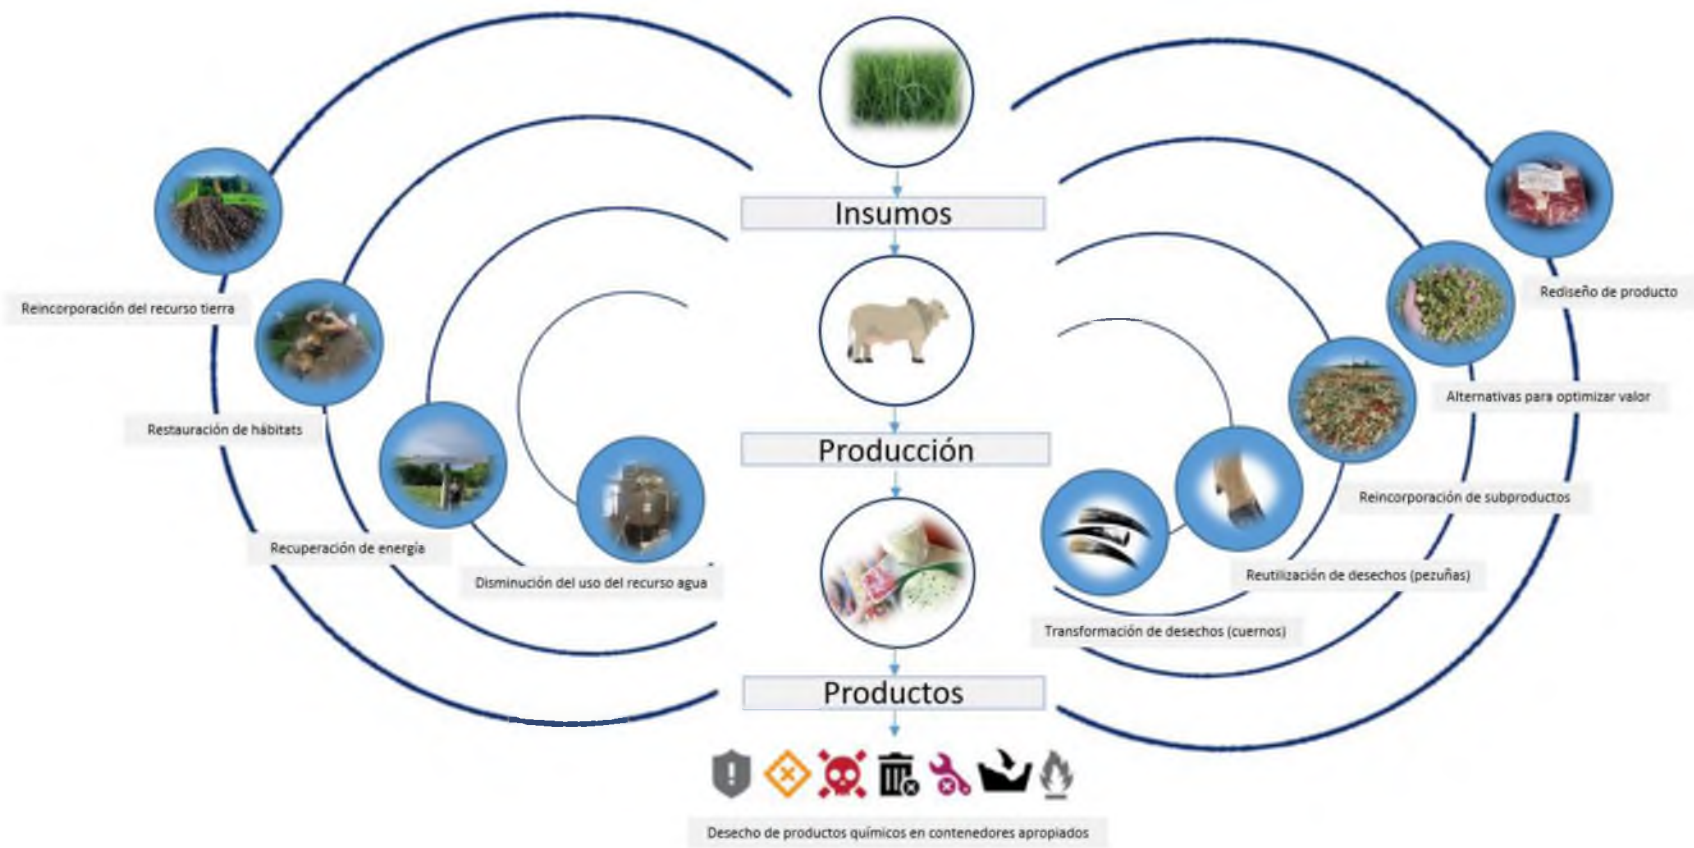 Insumos
Reincorporación del recurso tierra
Rediseño de producto
Restauración de hábitats
Alternativas para optimizar valor
Producción
Recuperación de energía
Reincorporación de subproductos
Disminución del uso del recurso agua
Reutilización de desechos (pezuñas)
Transformación de desechos (cuernos)
Productos
Desecho de productos químicos en contenedores apropiados